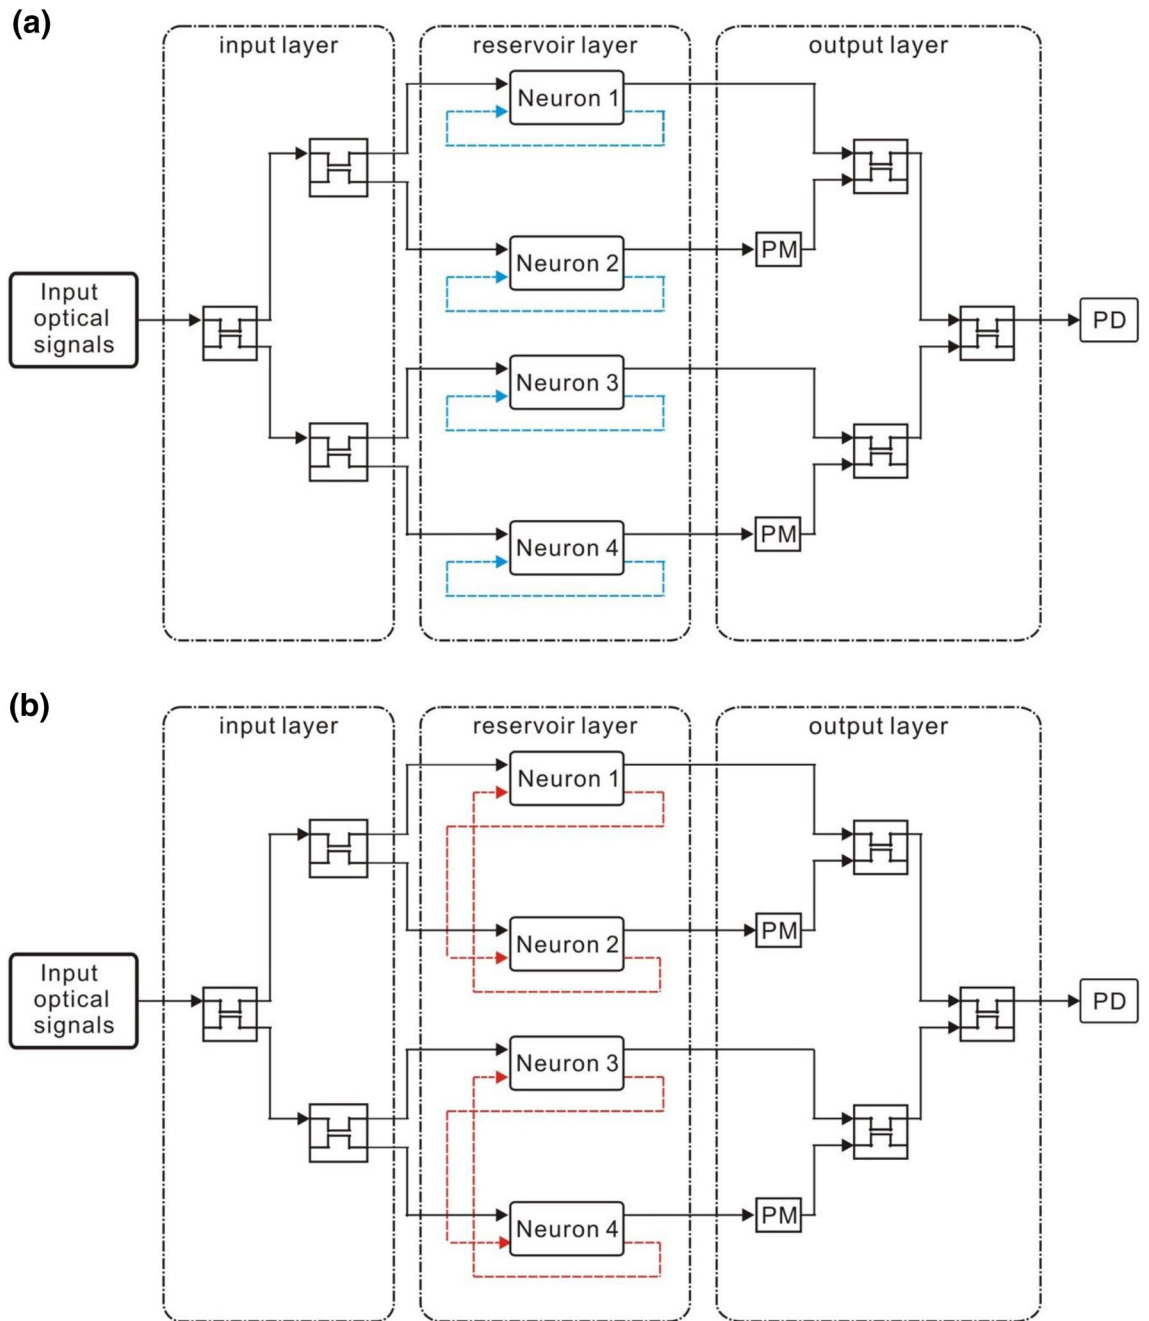 (a)
input layer
reservoir layer
output layer
Neuron 1
Neuron 2
PM
Input
optical
signals
PD
Neuron 3
Neuron 4
PM
(b)
input layer
reservoir layer
output layer
Neuron 1
Neuron 2
PM
Input
optical
signals
PD
Neuron 3
Neuron 4
PM